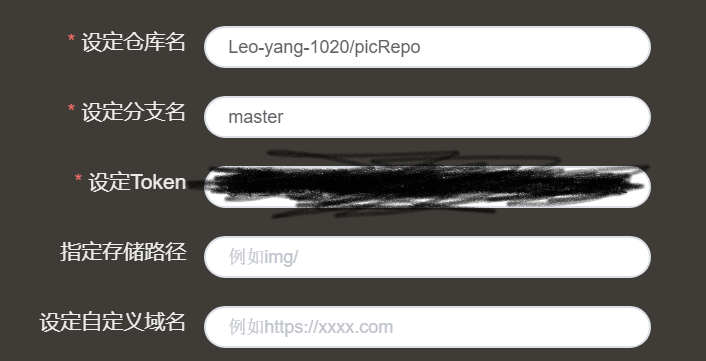 * 设定仓库名 Leo-yang-1020/picRepo
* 设定分支名 master
* 设定Token
指定存储路径 例如img/
设定自定义域名 例如https://xxxx.com